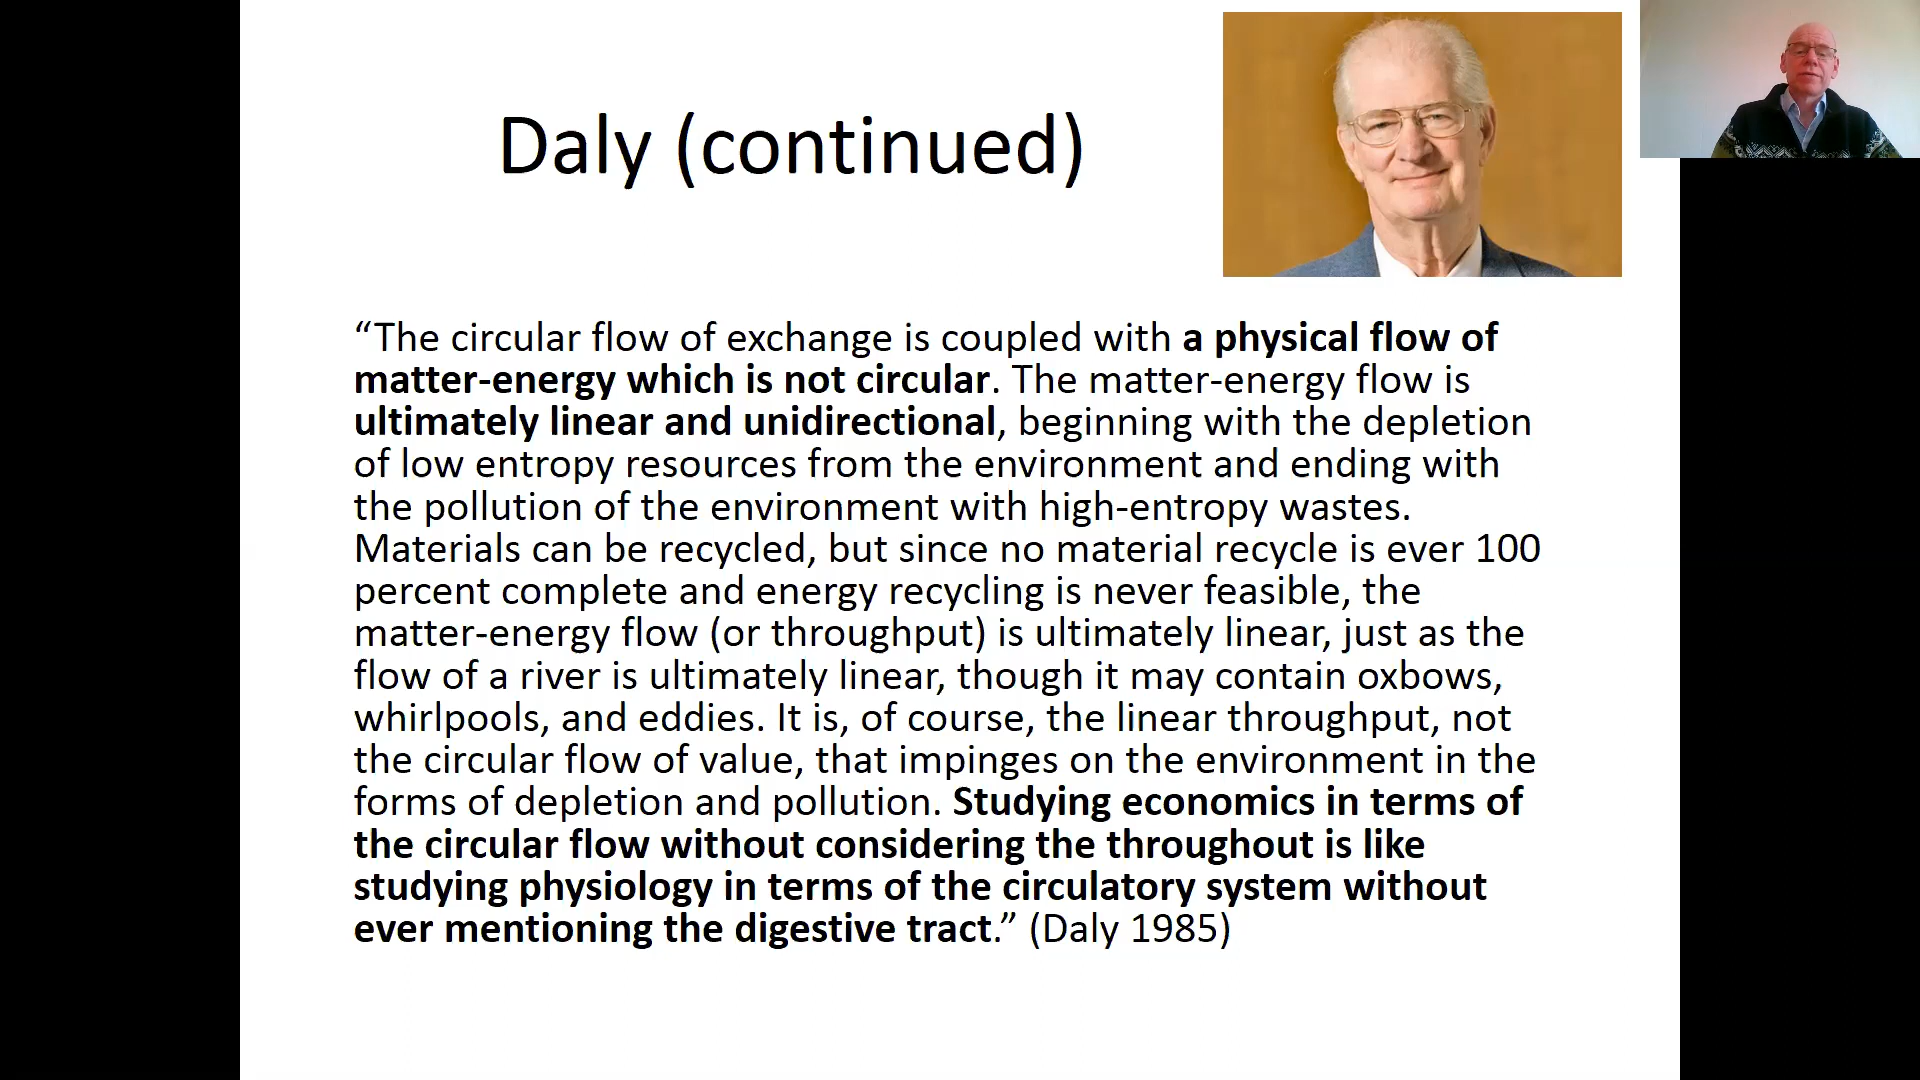 Daly (continued)
“The circular flow of exchange is coupled with a physical flow of
matter-energy which is not circular. The matter-energy flow is
ultimately linear and unidirectional, beginning with the depletion
of low entropy resources from the environment and ending with
the pollution of the environment with high-entropy wastes.
Materials can be recycled, but since no material recycle is ever 100
percent complete and energy recycling is never feasible, the
matter-energy flow (or throughput) is ultimately linear, just as the
flow of a river is ultimately linear, though it may contain oxbows,
whirlpools, and eddies. It is, of course, the linear throughput, not
the circular flow of value, that impinges on the environment in the
forms of depletion and pollution. Studying economics in terms of
the circular flow without considering the throughout is like
studying physiology in terms of the circulatory system without
ever mentioning the digestive tract.” (Daly 1985)